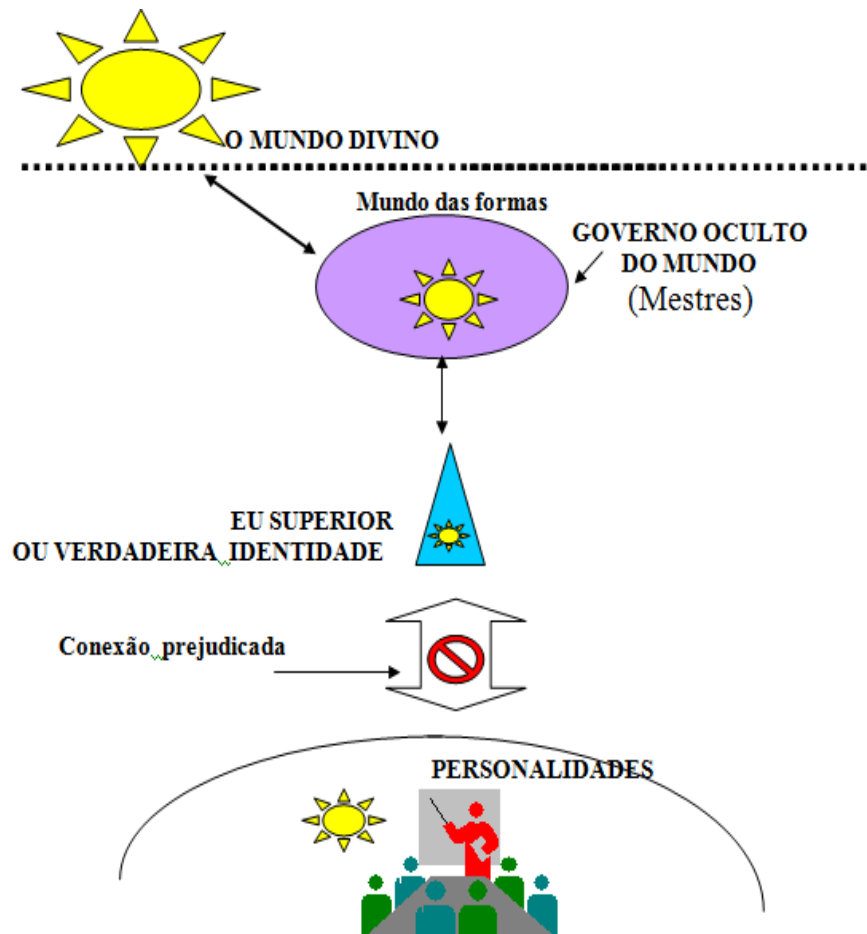 O MUNDO DIVINO
Mundo das formas
GOVERNO OCULTO
DO MUNDO
(Mestres)
EU SUPERIOR
OU VERDADEIRA IDENTIDADE
Conexão prejudicada
PERSONALIDADES